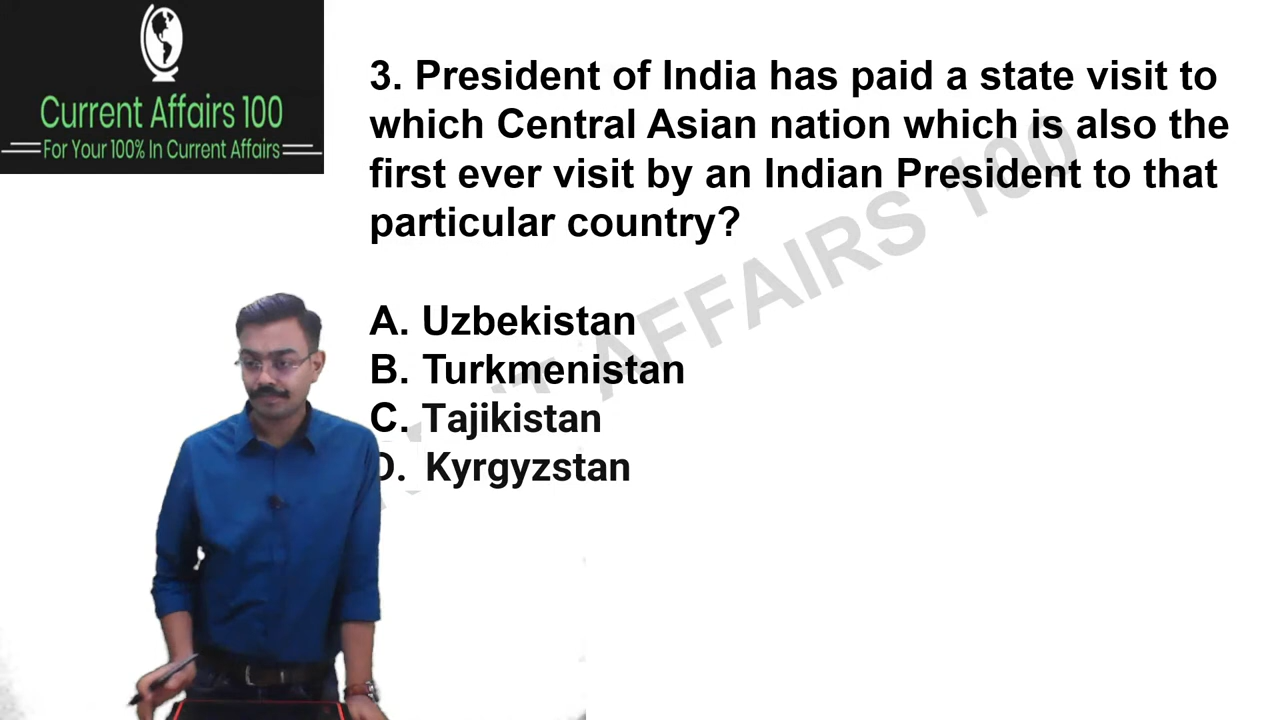 Current Affairs 100
For Your 100% In Current Affairs
3. President of India has paid a state visit to
which Central Asian nation which is also the
first ever visit by an Indian President to that
particular country?
A. Uzbekistan
B. Turkmenistan
C. Tajikistan
D. Kyrgyzstan
AFFAIRS 100